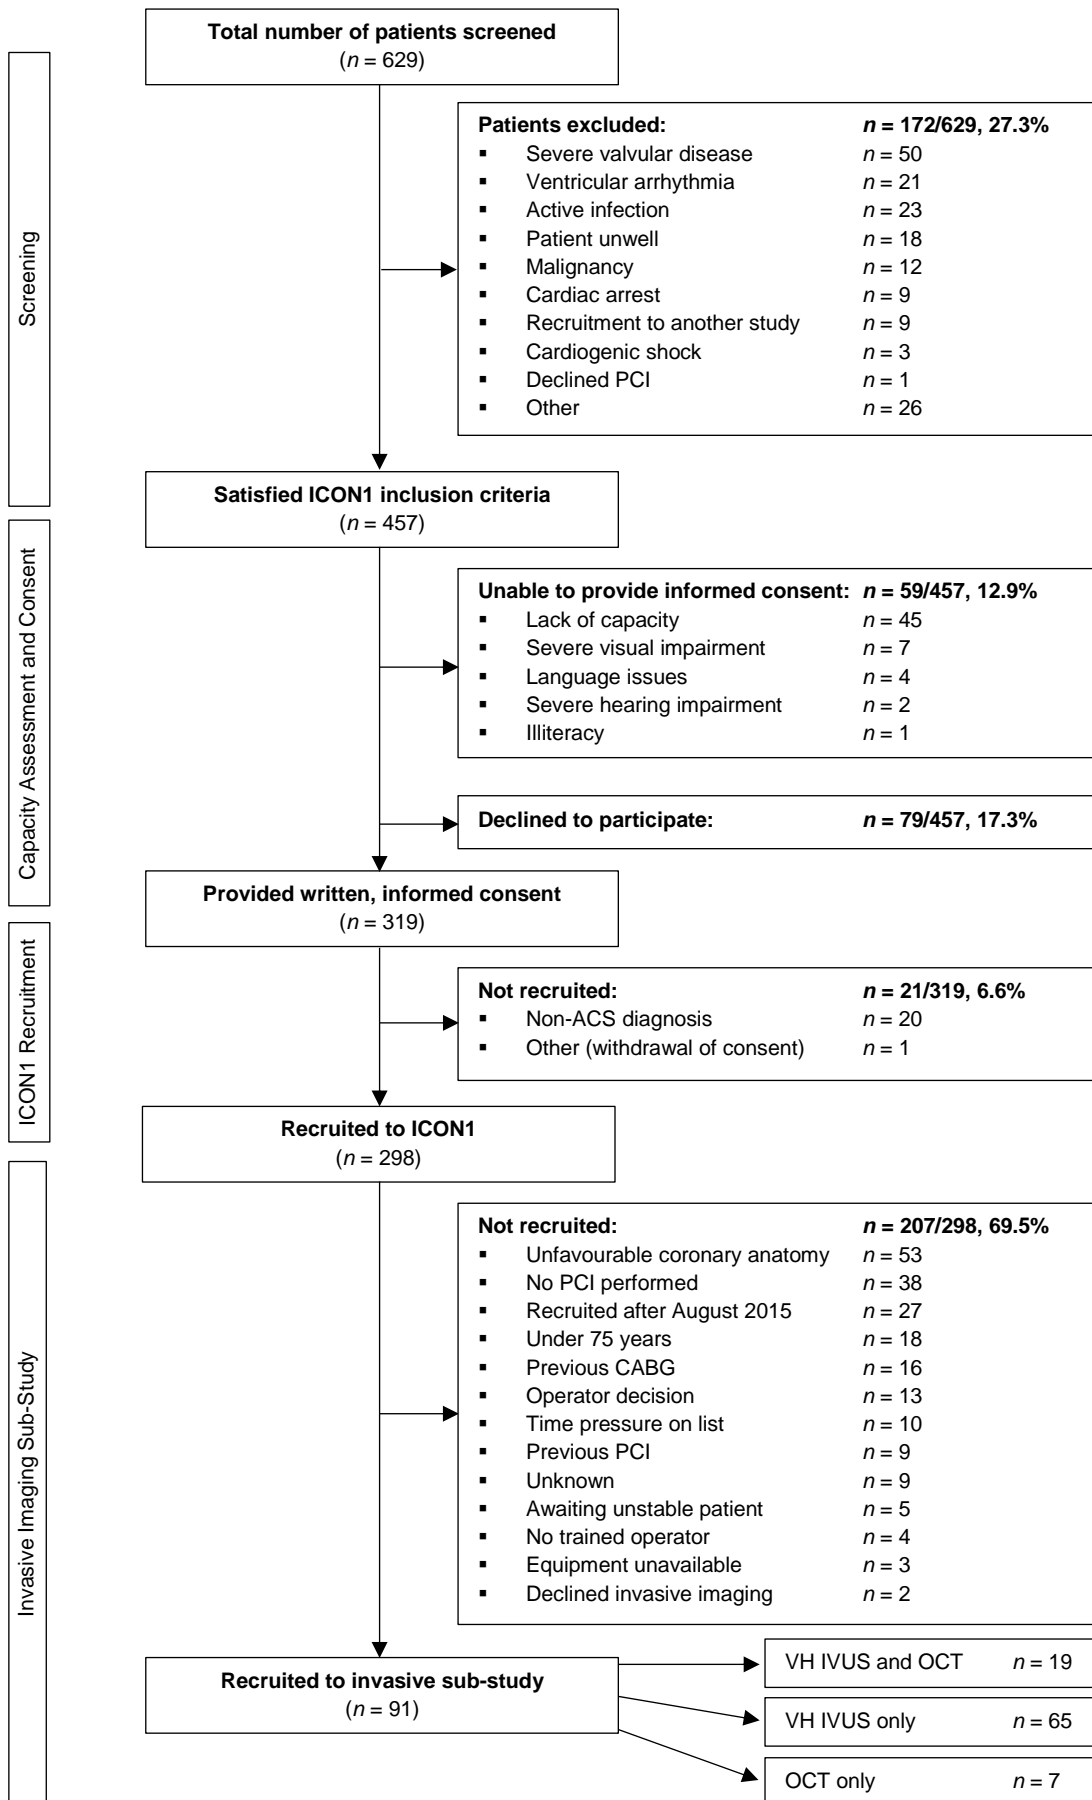 Total number of patients screened
(n = 629)
Screening
Patients excluded: n = 172/629, 27.3%
▪ Severe valvular disease n = 50
▪ Ventricular arrhythmia n = 21
▪ Active infection n = 23
▪ Patient unwell n = 18
▪ Malignancy n = 12
▪ Cardiac arrest n = 9
▪ Recruitment to another study n = 9
▪ Cardiogenic shock n = 3
▪ Declined PCI n = 1
▪ Other n = 26
Satisfied ICON1 inclusion criteria
(n = 457)
Capacity Assessment and Consent
Unable to provide informed consent: n = 59/457, 12.9%
▪ Lack of capacity n = 45
▪ Severe visual impairment n = 7
▪ Language issues n = 4
▪ Severe hearing impairment n = 2
▪ Illiteracy n = 1
Declined to participate: n = 79/457, 17.3%
Provided written, informed consent
(n = 319)
ICON1 Recruitment
Not recruited: n = 21/319, 6.6%
▪ Non-ACS diagnosis n = 20
▪ Other (withdrawal of consent) n = 1
Recruited to ICON1
(n = 298)
Invasive Imaging Sub-Study
Not recruited: n = 207/298, 69.5%
▪ Unfavourable coronary anatomy n = 53
▪ No PCI performed n = 38
▪ Recruited after August 2015 n = 27
▪ Under 75 years n = 18
▪ Previous CABG n = 16
▪ Operator decision n = 13
▪ Time pressure on list n = 10
▪ Previous PCI n = 9
▪ Unknown n = 9
▪ Awaiting unstable patient n = 5
▪ No trained operator n = 4
▪ Equipment unavailable n = 3
▪ Declined invasive imaging n = 2
Recruited to invasive sub-study
(n = 91)
VH IVUS and OCT n = 19
VH IVUS only n = 65
OCT only n = 7